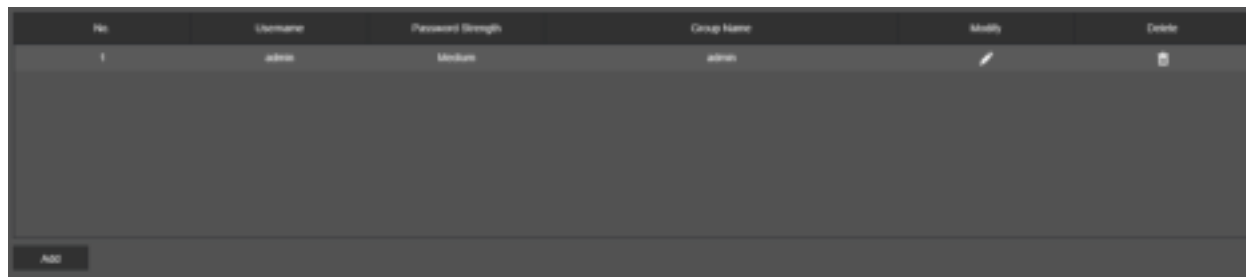 No. Username Password Strength Group Name Modify Delete
1 admin Medium admin
Add